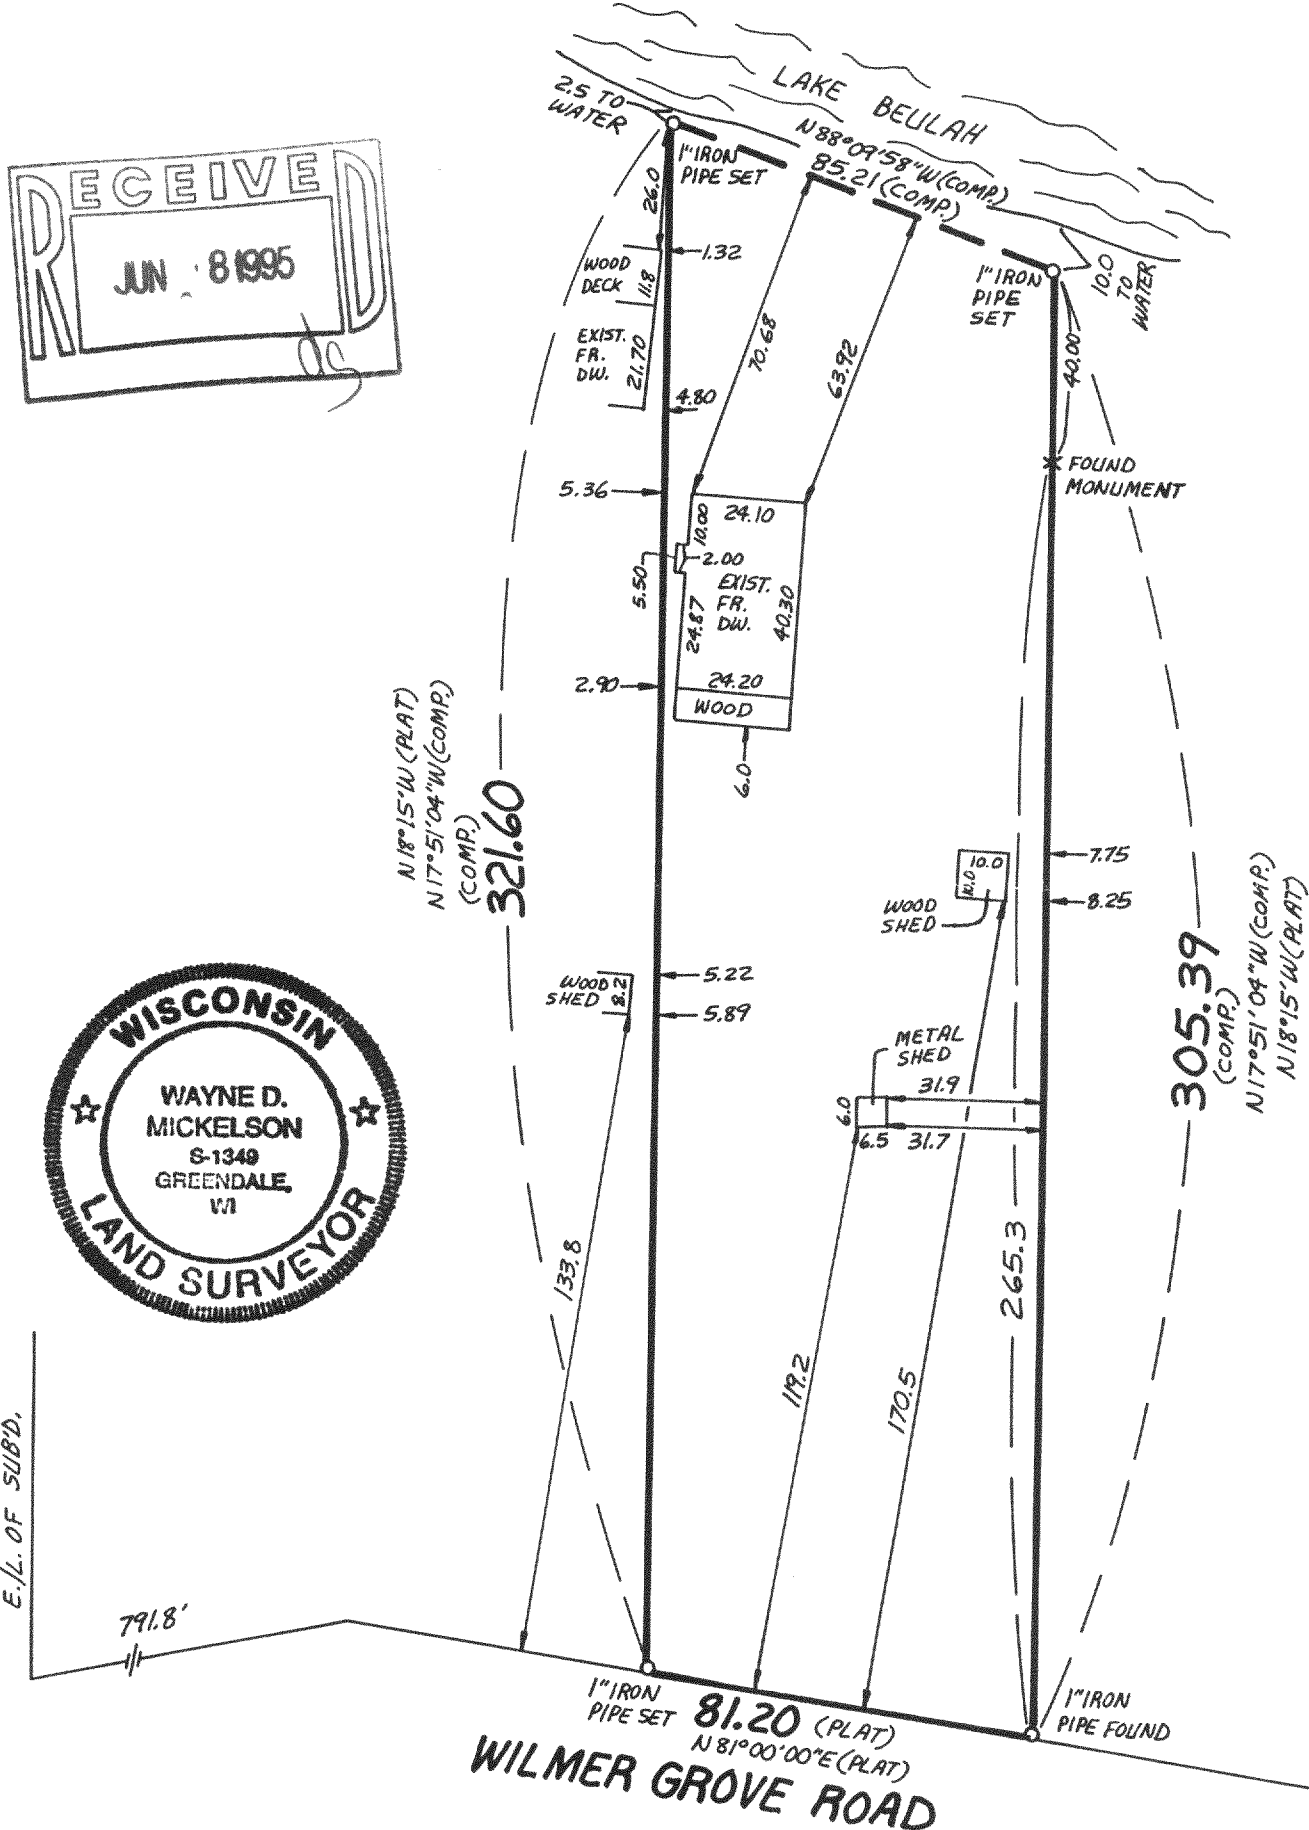 LAKE BEULAH
2.5 TO
WATER
N88°09'58"W (COMP.)
85.21 (COMP.)
1" IRON
PIPE SET
RECEIVED
JUN 8 1995
26.0
1.32
WOOD
DECK
11.8
1" IRON
PIPE
SET
10.0
TO
WATER
EXIST.
FR.
DW.
21.70
70.68
63.92
40.00
4.80
FOUND
MONUMENT
5.36
24.10
10.00
2.00
5.50
EXIST.
FR.
DW.
24.87
40.30
2.90
24.20
WOOD
6.0
N18°15'W (PLAT)
N17°51'04"W (COMP.)
(COMP.)
321.60
10.0
10.0
7.75
WOOD
SHED
8.25
305.39
(COMP.)
N17°51'04"W (COMP.)
N18°15'W (PLAT)
WOOD
SHED
8.2
5.22
5.89
METAL
SHED
31.9
6.0
6.5
31.7
WISCONSIN
WAYNE D.
MICKELSON
S-1349
GREENDALE,
WI
LAND SURVEYOR
133.8
265.3
119.2
170.5
E./L. OF SUB'D.
791.8'
1" IRON
PIPE SET
81.20 (PLAT)
N81°00'00"E (PLAT)
1" IRON
PIPE FOUND
WILMER GROVE ROAD